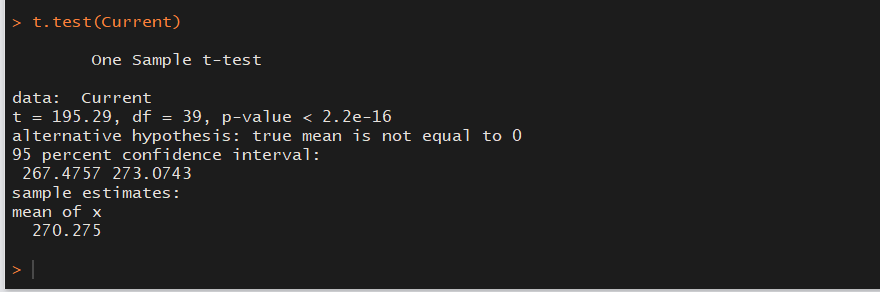 > t.test(Current)
One Sample t-test
data:  Current
t = 195.29, df = 39, p-value < 2.2e-16
alternative hypothesis: true mean is not equal to 0
95 percent confidence interval:
 267.4757 273.0743
sample estimates:
mean of x
  270.275
>